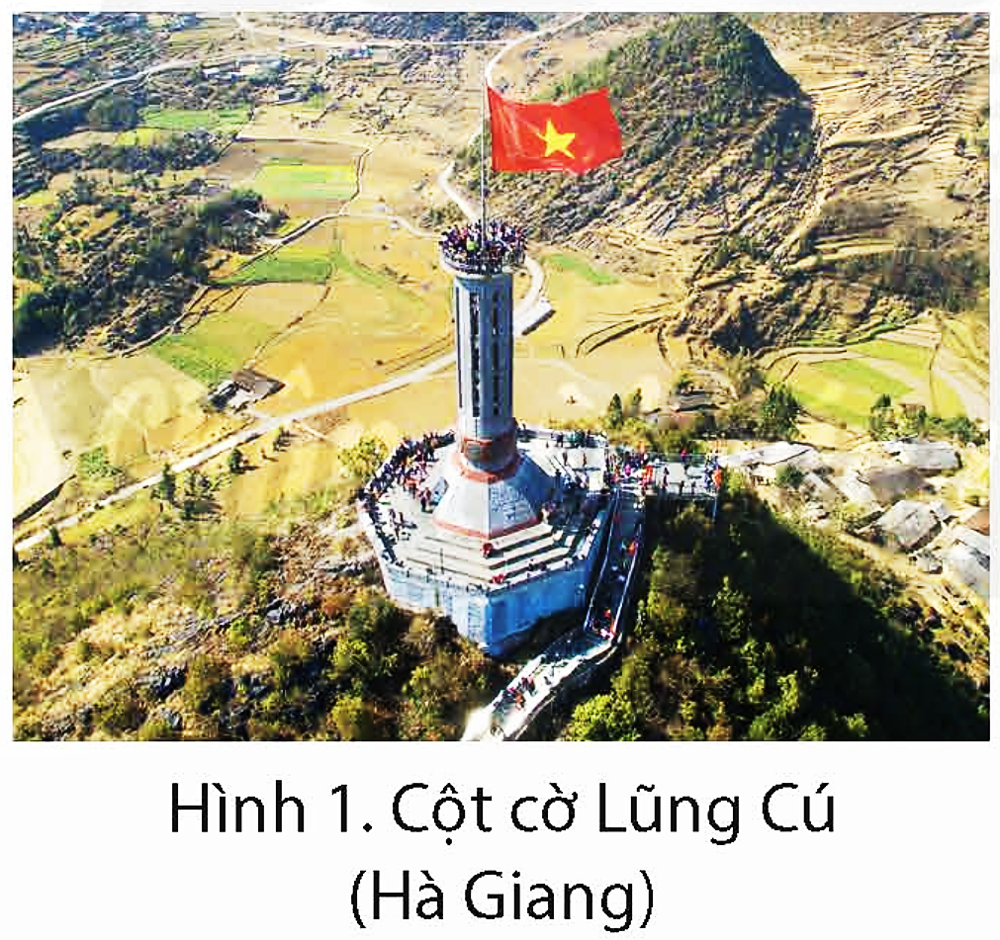 Hình 1. Cột cờ Lũng Cú
(Hà Giang)